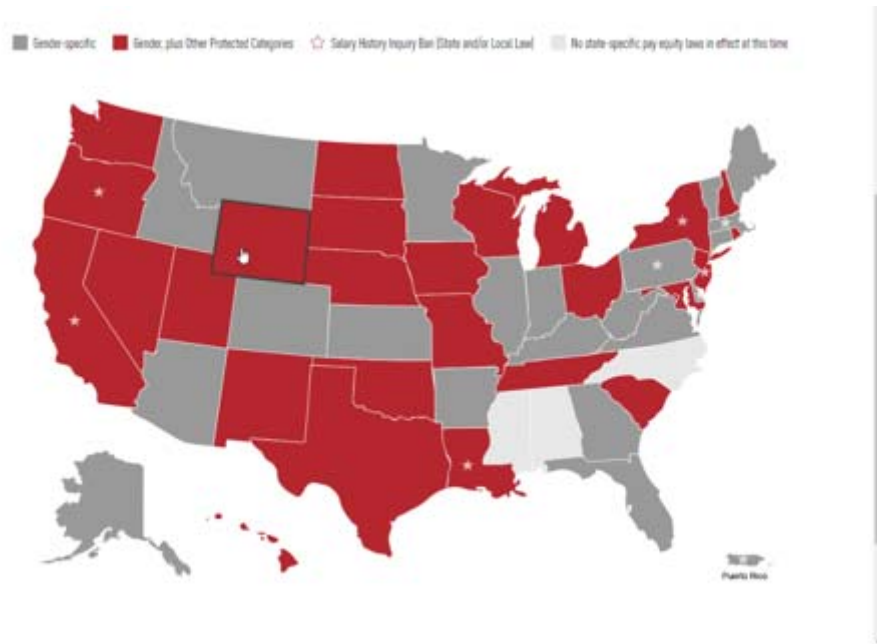 Gender-specific Gender, plus Other Protected Categories Salary History Inquiry Ban (State and/or Local Law) No state-specific pay equity laws in effect at this time
Puerto Rico